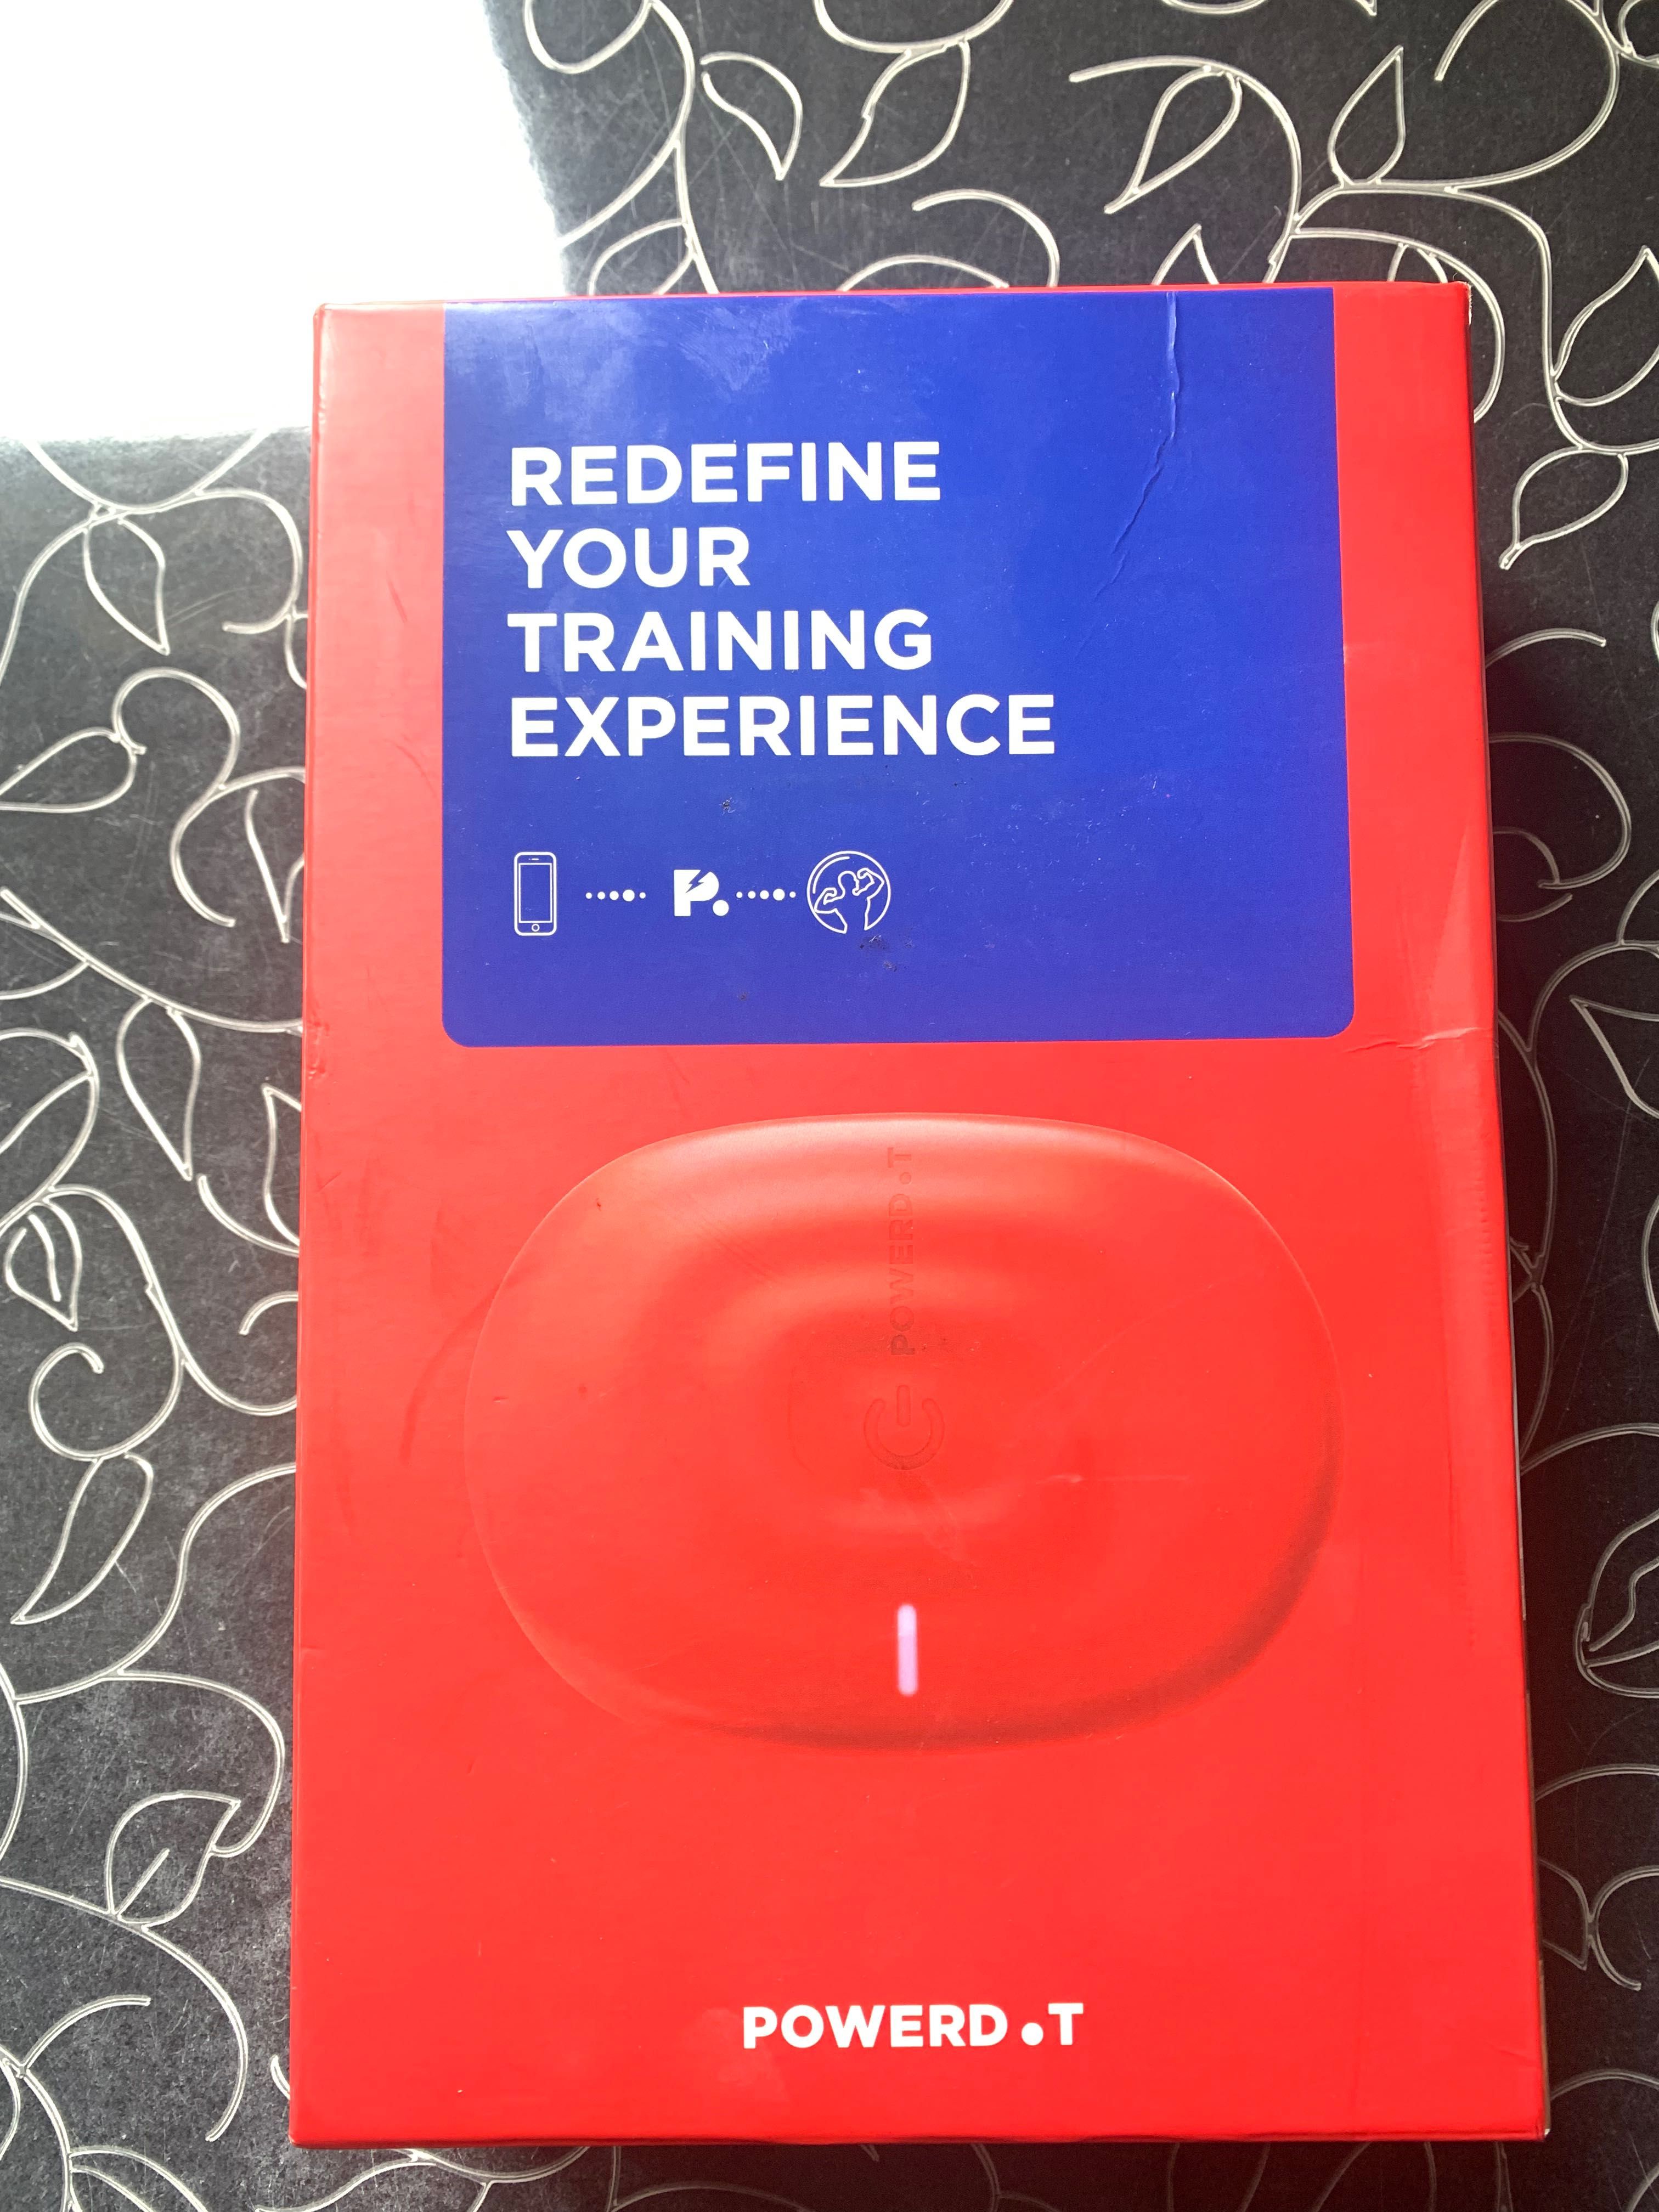 REDEFINE
YOUR
TRAINING
EXPERIENCE
P.
POWERD.T
POWERD.T